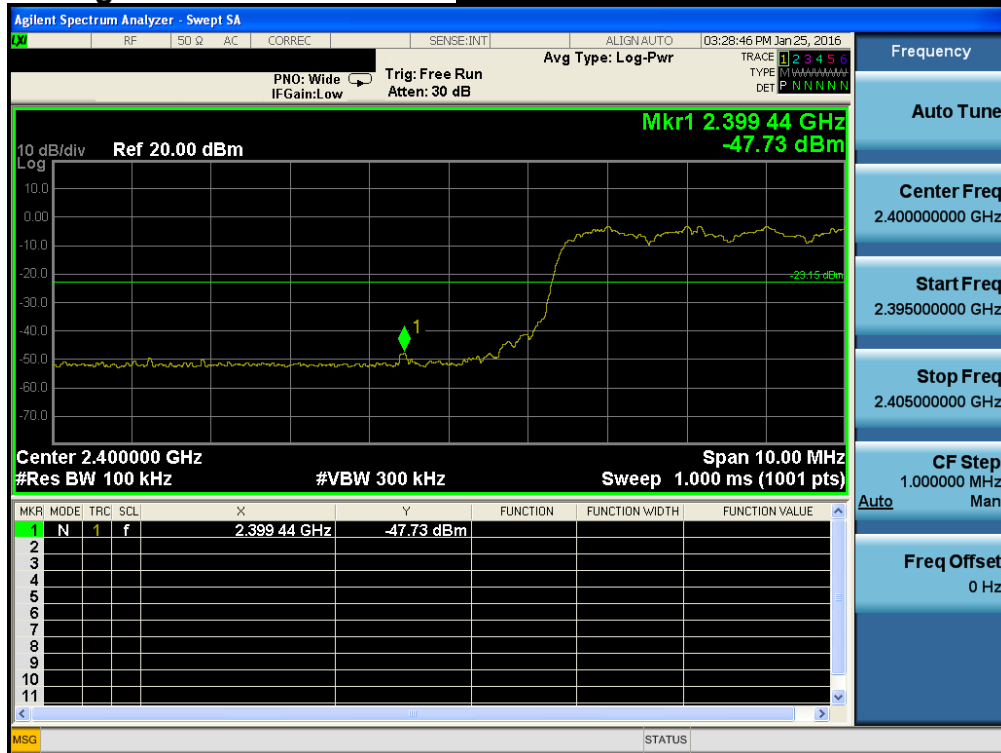 Agilent Spectrum Analyzer - Swept SA
LXI RF 50 Ω AC CORREC SENSE:INT ALIGN AUTO 03:28:46 PM Jan 25, 2016
Frequency
Avg Type: Log-Pwr
TRACE 1 2 3 4 5 6
TYPE M WWWWW
DET P N N N N N
PNO: Wide
IFGain:Low
Trig: Free Run
Atten: 30 dB
Auto Tune
Mkr1 2.399 44 GHz
-47.73 dBm
10 dB/div Ref 20.00 dBm
Log
10.0
0.00
-10.0
-20.0
-23.15 dBm
-30.0
-40.0
1
-50.0
-60.0
-70.0
Center Freq
2.400000000 GHz
Start Freq
2.395000000 GHz
Stop Freq
2.405000000 GHz
Center 2.400000 GHz Span 10.00 MHz
#Res BW 100 kHz #VBW 300 kHz Sweep 1.000 ms (1001 pts)
CF Step
1.000000 MHz
Auto Man
MKR MODE TRC SCL X Y FUNCTION FUNCTION WIDTH FUNCTION VALUE
1 N 1 f 2.399 44 GHz -47.73 dBm
2
3
4
5
6
7
8
9
10
11
Freq Offset
0 Hz
MSG STATUS